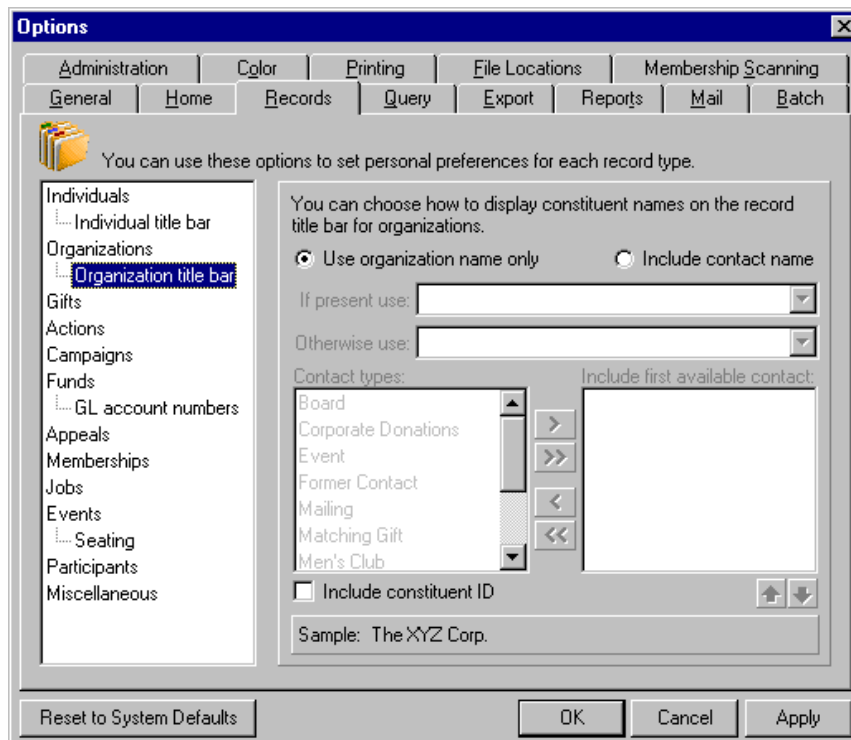 Options
Administration Color Printing File Locations Membership Scanning
General Home Records Query Export Reports Mail Batch
You can use these options to set personal preferences for each record type.
Individuals
Individual title bar
Organizations
Organization title bar
Gifts
Actions
Campaigns
Funds
GL account numbers
Appeals
Memberships
Jobs
Events
Seating
Participants
Miscellaneous
You can choose how to display constituent names on the record
title bar for organizations.
Use organization name only Include contact name
If present use:
Otherwise use:
Contact types: Include first available contact:
Board
Corporate Donations
Event
Former Contact
Mailing
Matching Gift
Men's Club
> 
>>
<
<<
Include constituent ID
Sample: The XYZ Corp.
Reset to System Defaults OK Cancel Apply